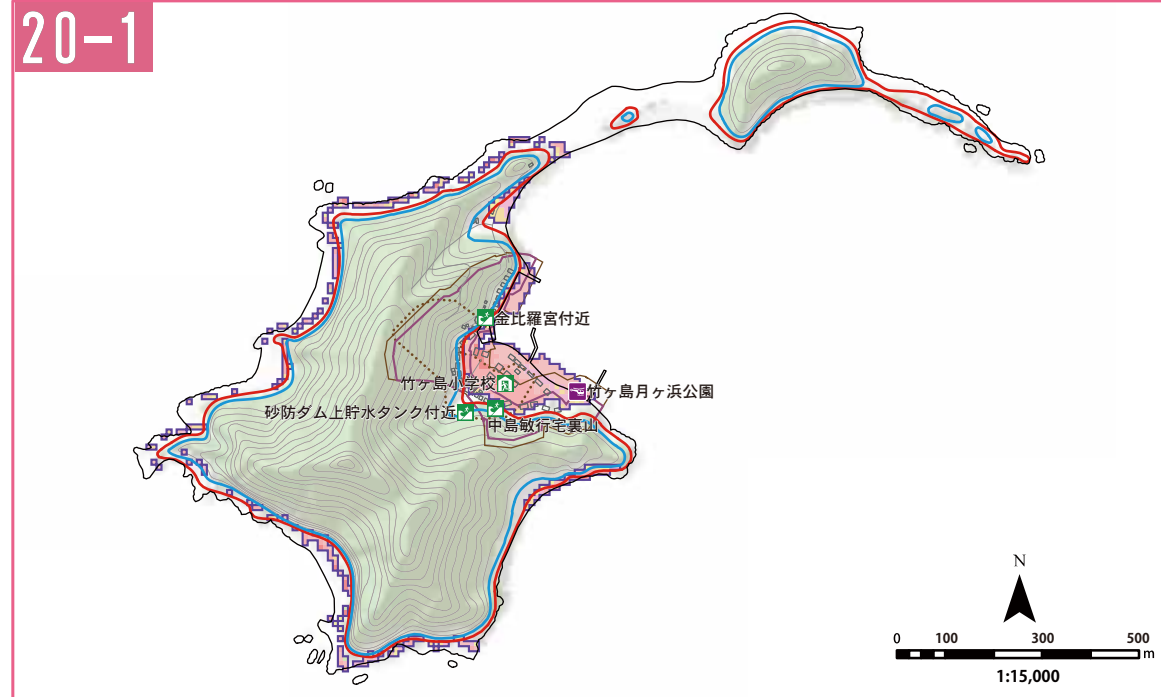 20-1
金比羅宮付近
竹ヶ島小学校
竹ヶ島月ヶ浜公園
砂防ダム上貯水タンク付近
中島敏行宅裏山
N
0 100 300 500 m
1:15,000